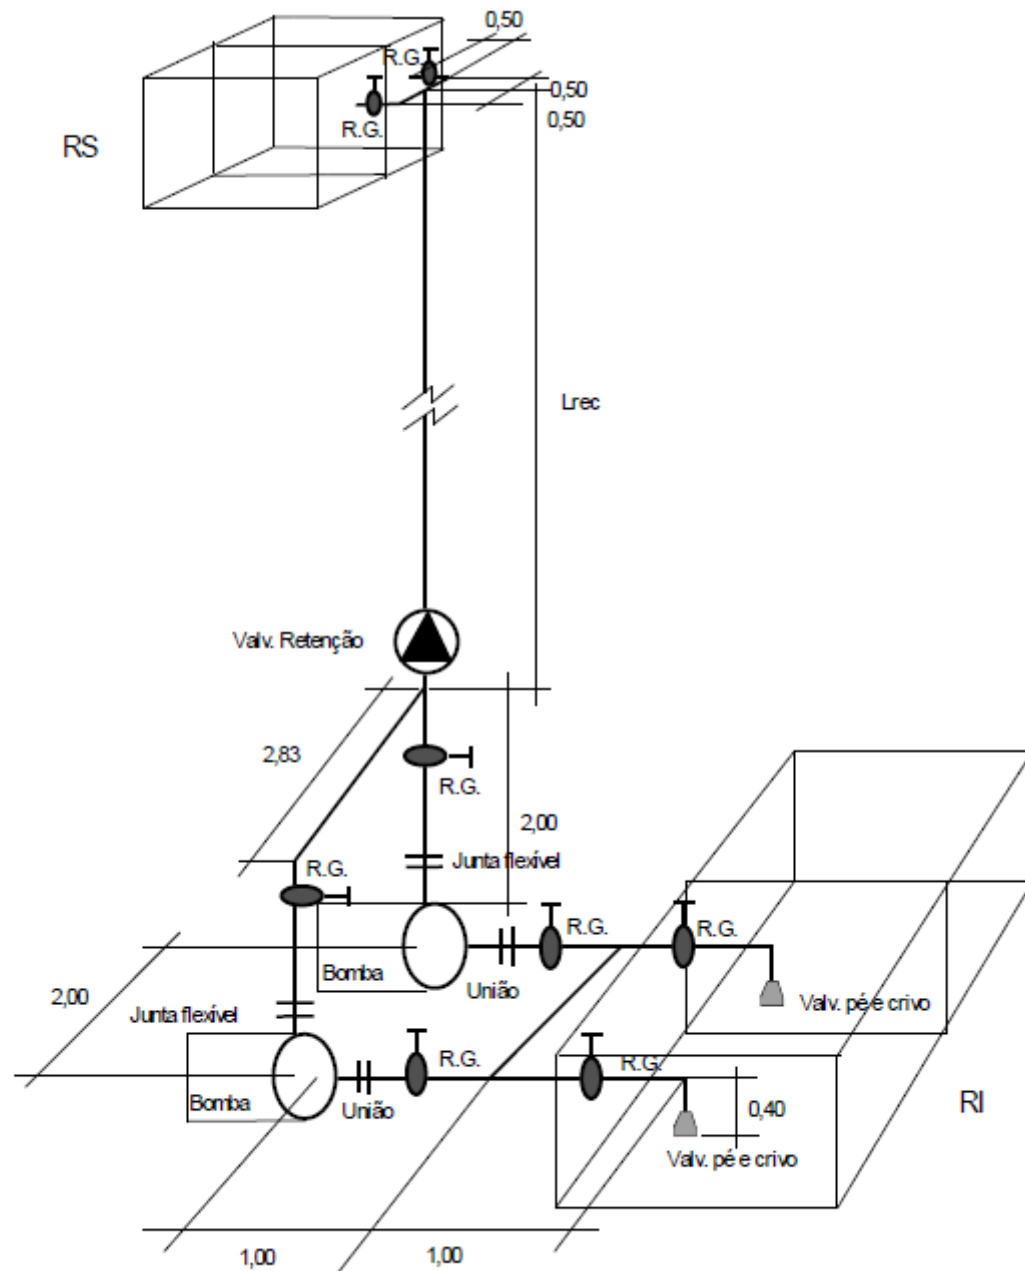 0,50
R.G.
0,50
0,50
R.G.
RS
Lrec
Valv. Retenção
2,83
R.G.
2,00
Junta flexível
R.G.
R.G.
R.G.
Bomba
União
2,00
Valv. pé e crivo
Junta flexível
R.G.
R.G.
Bomba
União
0,40
RI
Valv. pé e crivo
1,00
1,00